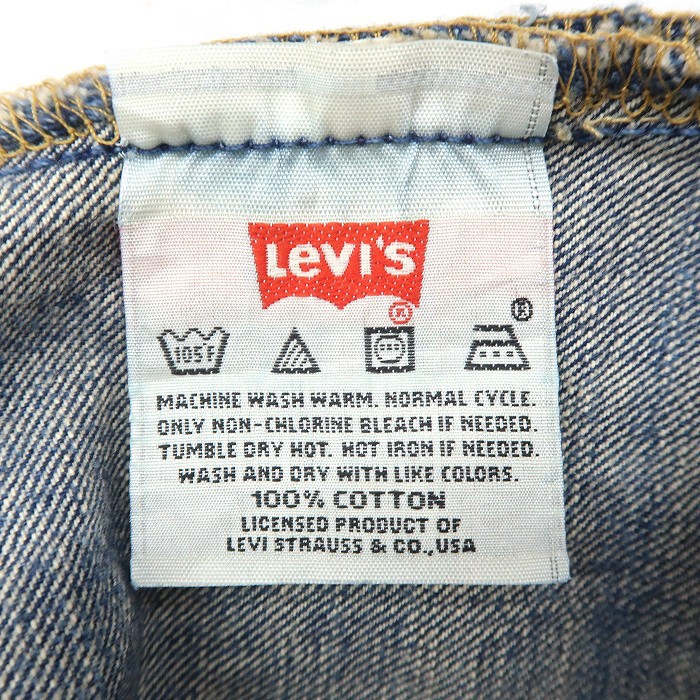 LEVI'S
105F
MACHINE WASH WARM. NORMAL CYCLE.
ONLY NON-CHLORINE BLEACH IF NEEDED.
TUMBLE DRY HOT. HOT IRON IF NEEDED.
WASH AND DRY WITH LIKE COLORS.
100% COTTON
LICENSED PRODUCT OF
LEVI STRAUSS & CO.,USA